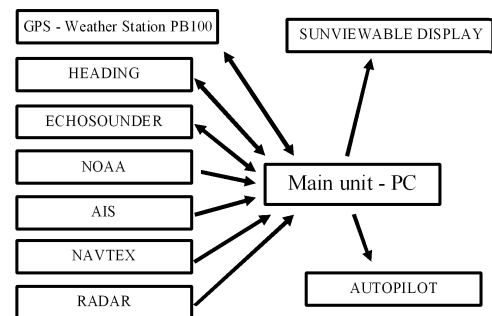 GPS - Weather Station PB100
HEADING
ECHOSOUNDER
NOAA
AIS
NAVTEX
RADAR
SUNVIEWABLE DISPLAY
Main unit - PC
AUTOPILOT